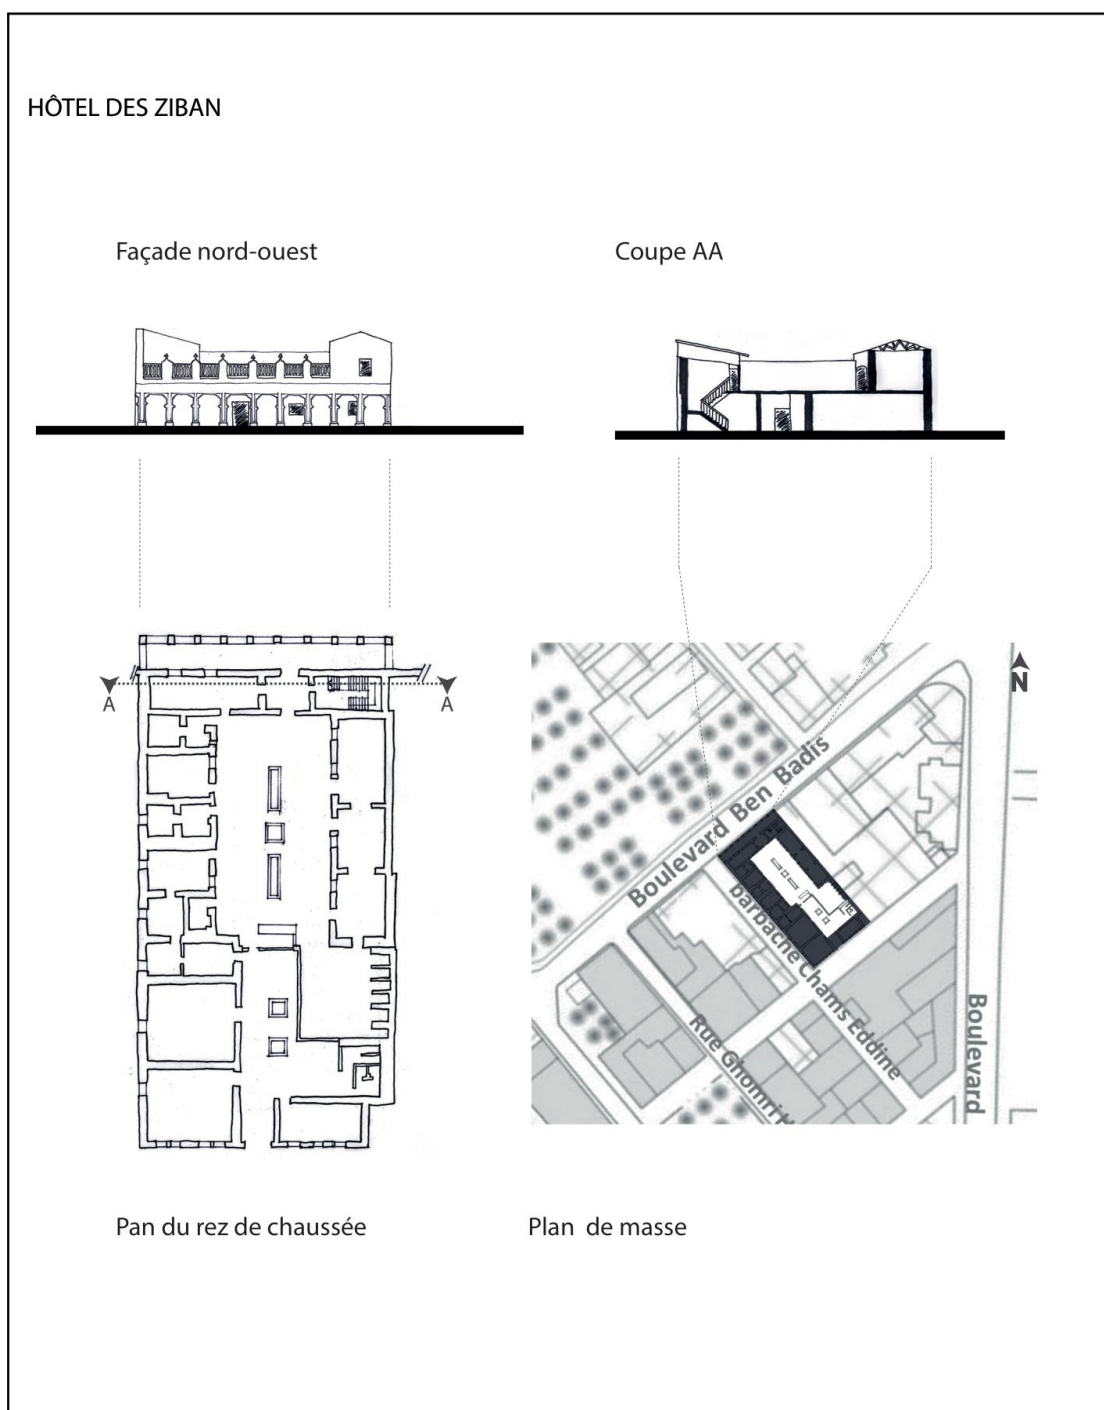 HÔTEL DES ZIBAN
Façade nord-ouest
Coupe AA
A
A
N
Boulevard Ben Badis
barbache Chams Eddine
Rue Ghomri
Boulevard
Pan du rez de chaussée
Plan de masse